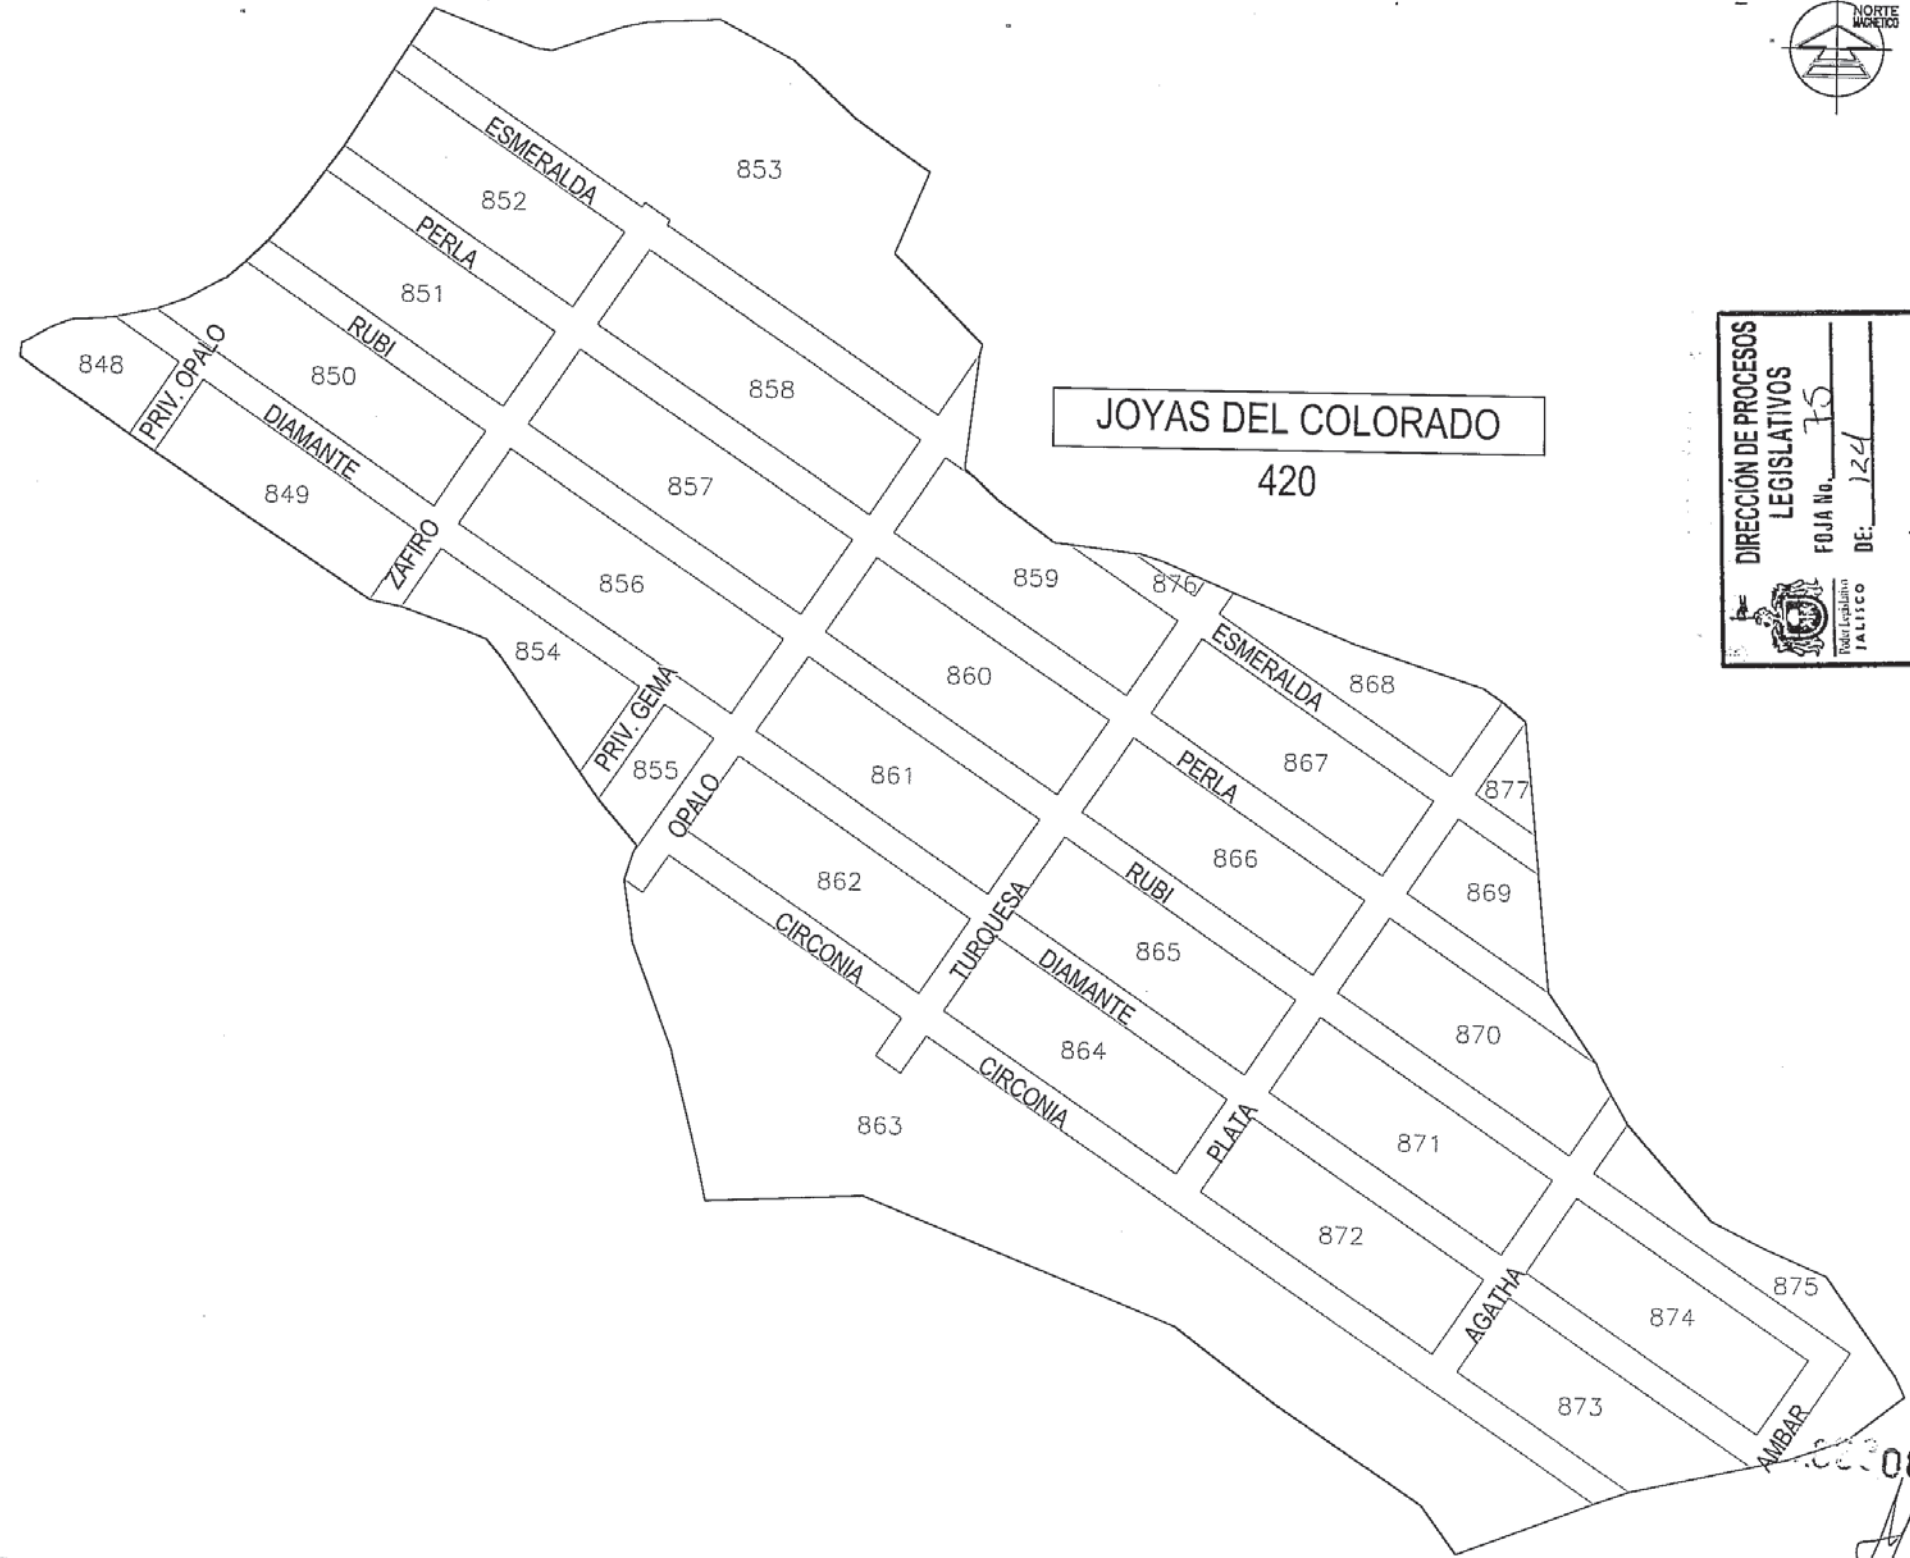 NORTE
MAGNETICO
853
ESMERALDA
852
PERLA
851
RUBI
848
PRIV. OPALO
850
DIAMANTE
849
858
857
ZAFIRO
856
854
PRIV. GEMA
855
OPALO
JOYAS DEL COLORADO
420
DIRECCIÓN DE PROCESOS
LEGISLATIVOS
FOJA No. 75
DE: 124
Poder Legislativo
JALISCO
859
876
860
ESMERALDA
868
861
867
PERLA
877
862
866
RUBI
869
CIRCONIA
TURQUESA
865
DIAMANTE
870
864
CIRCONIA
863
PLATA
871
872
AGATHA
875
874
873
AMBAR